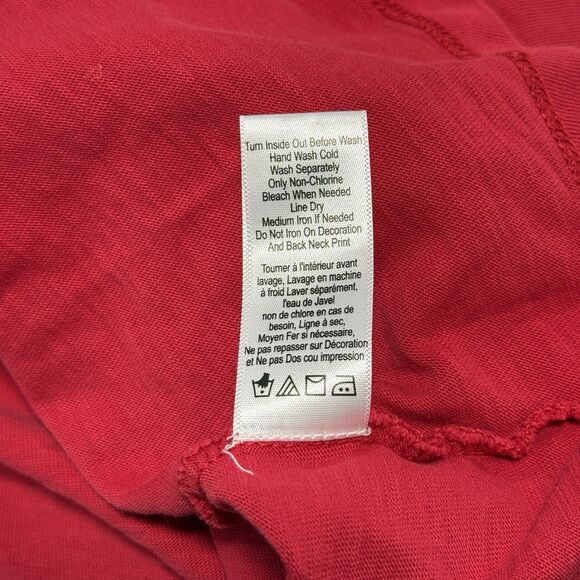 Turn Inside Out Before Wash
Hand Wash Cold
Wash Separately
Only Non-Chlorine
Bleach When Needed
Line Dry
Medium Iron If Needed
Do Not Iron On Decoration
And Back Neck Print
Tourner à l'intérieur avant
lavage, Lavage en machine
à froid Laver séparément,
l'eau de Javel
non de chlore en cas de
besoin, Ligne à sec,
Moyen Fer si nécessaire,
Ne pas repasser sur Décoration
et Ne pas Dos cou impression